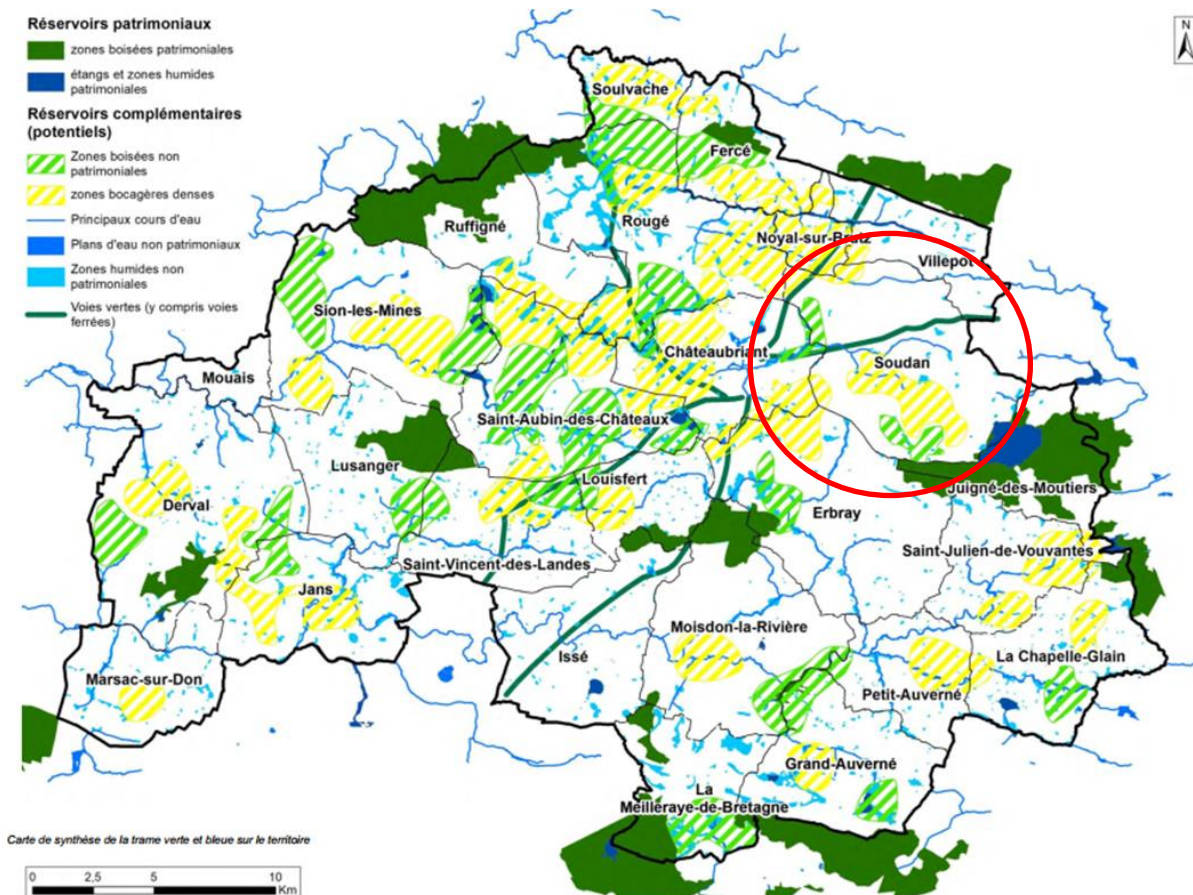 Réservoirs patrimoniaux
zones boisées patrimoniales
étangs et zones humides
patrimoniales
Réservoirs complémentaires
(potentiels)
Zones boisées non
patrimoniales
zones bocagères denses
Principaux cours d'eau
Plans d'eau non patrimoniaux
Zones humides non
patrimoniales
Voies vertes (y compris voies
ferrées)
N
Soulvache
Fercé
Ruffigné
Rougé
Noyal-sur-Brutz
Villepot
Sion-les-Mines
Châteaubriant
Soudan
Mouais
Saint-Aubin-des-Châteaux
Lusanger
Louisfert
Juigné-des-Moutiers
Derval
Erbray
Saint-Julien-de-Vouvantes
Saint-Vincent-des-Landes
Jans
Moisdon-la-Rivière
Issé
La Chapelle-Glain
Marsac-sur-Don
Petit-Auverné
Grand-Auverné
La
Meilleraye-de-Bretagne
Carte de synthèse de la trame verte et bleue sur le territoire
0 2,5 5 10
Km